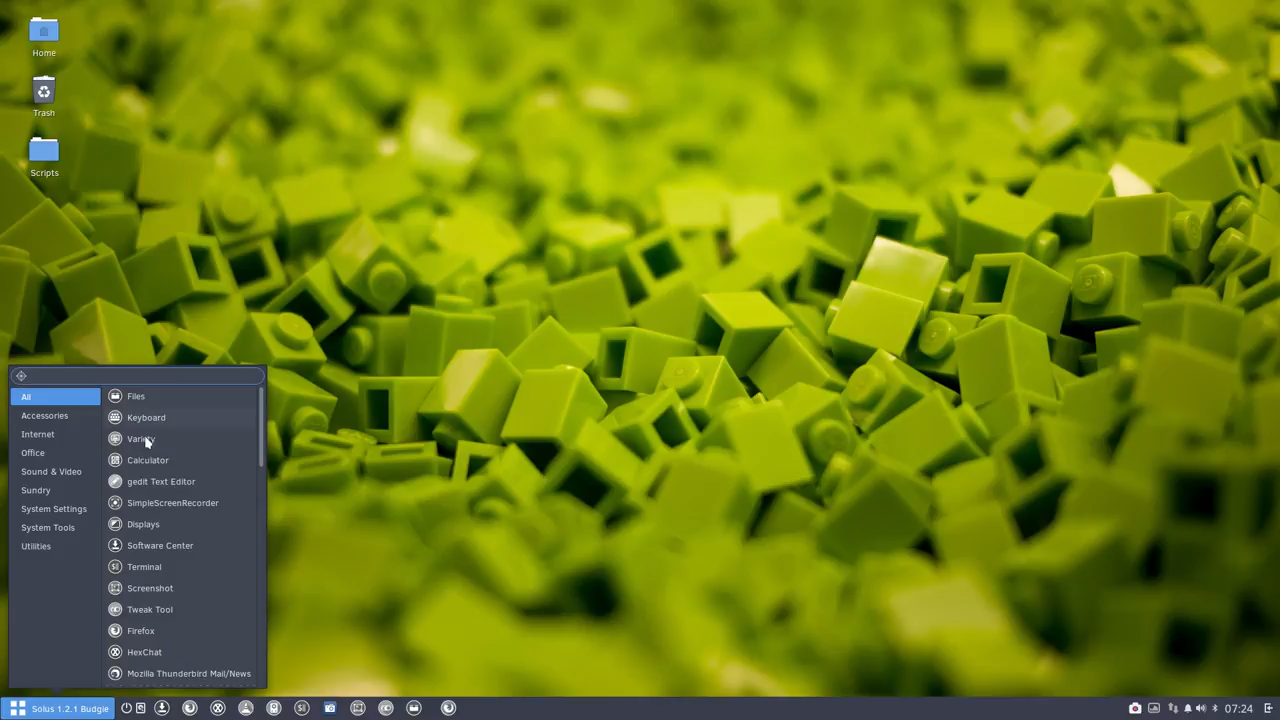 Home
Trash
Scripts
All
Accessories
Internet
Office
Sound & Video
Sundry
System Settings
System Tools
Utilities
Files
Keyboard
Variety
Calculator
gedit Text Editor
SimpleScreenRecorder
Displays
Software Center
Terminal
Screenshot
Tweak Tool
Firefox
HexChat
Mozilla Thunderbird Mail/News
Solus 1.2.1 Budgie
07:24